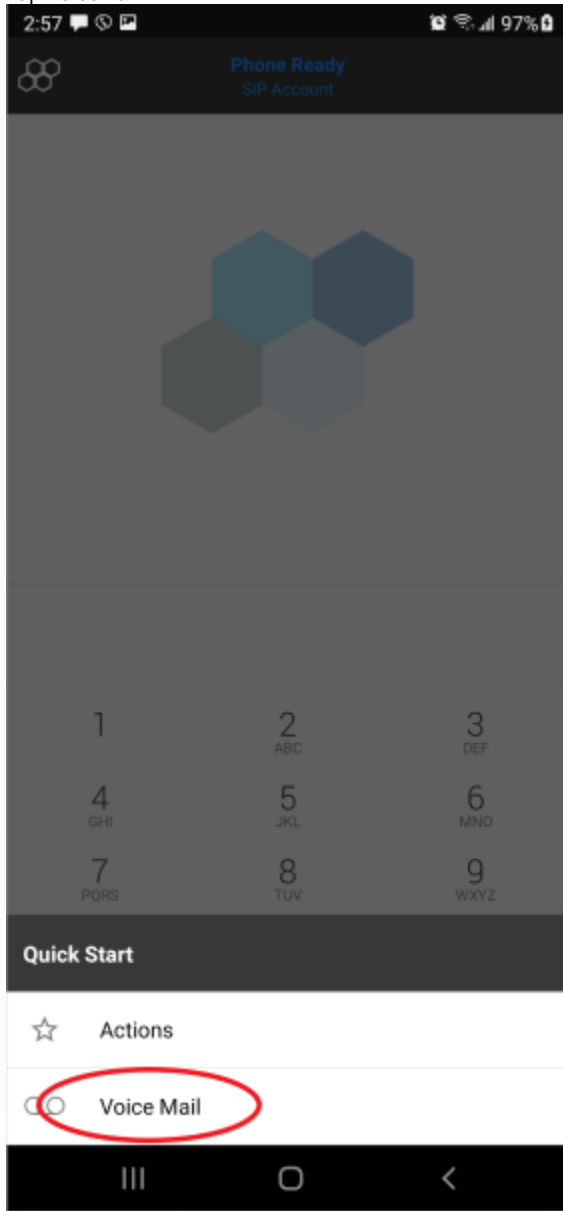 2:57 97%
Phone Ready
SIP Account
1 2 3
ABC DEF
4 5 6
GHI JKL MNO
7 8 9
PQRS TUV WXYZ
Quick Start
Actions
Voice Mail